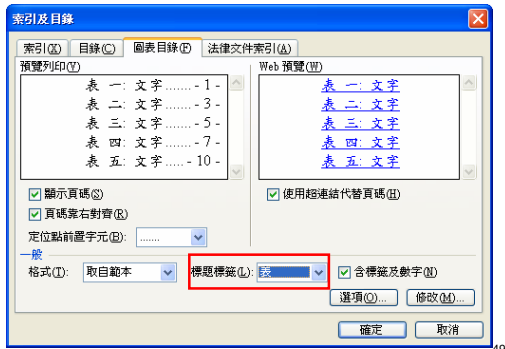 索引及目錄
索引(X) 目錄(C) 圖表目錄(F) 法律文件索引(A)
預覽列印(V) Web 預覽(W)
表 一: 文字.......- 1 - 表 一: 文字
表 二: 文字.......- 3 - 表 二: 文字
表 三: 文字.......- 5 - 表 三: 文字
表 四: 文字.......- 7 - 表 四: 文字
表 五: 文字.....- 10 - 表 五: 文字
顯示頁碼(S) 使用超連結代替頁碼(H)
頁碼靠右對齊(R)
定位點前置字元(B): .......
一般
格式(T): 取自範本 標題標籤(L): 表 含標籤及數字(N)
選項(O)... 修改(M)...
確定 取消